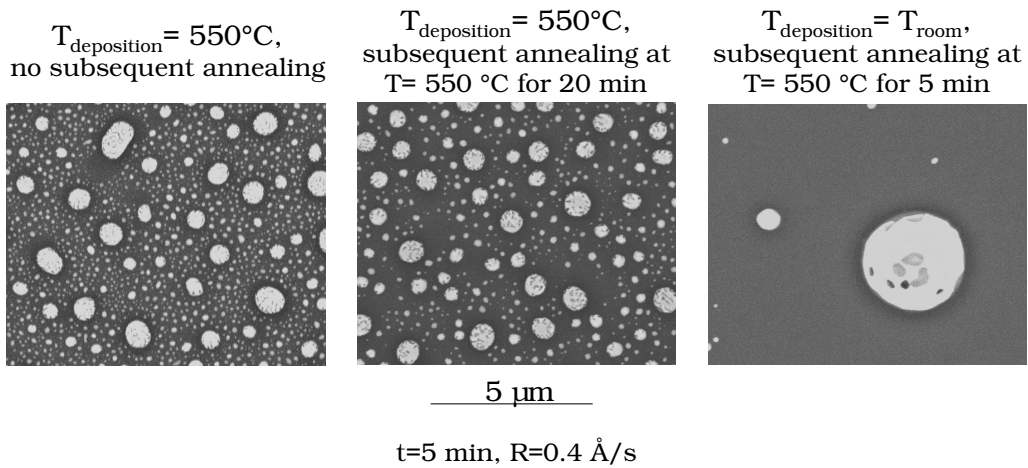 T_deposition = 550°C,
no subsequent annealing
T_deposition = 550°C,
subsequent annealing at
T= 550 °C for 20 min
T_deposition = T_room,
subsequent annealing at
T= 550 °C for 5 min
5 µm
t=5 min, R=0.4 Å/s